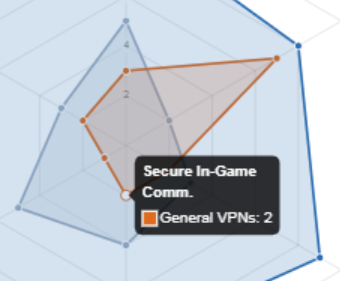 4
2
Secure In-Game
Comm.
General VPNs: 2